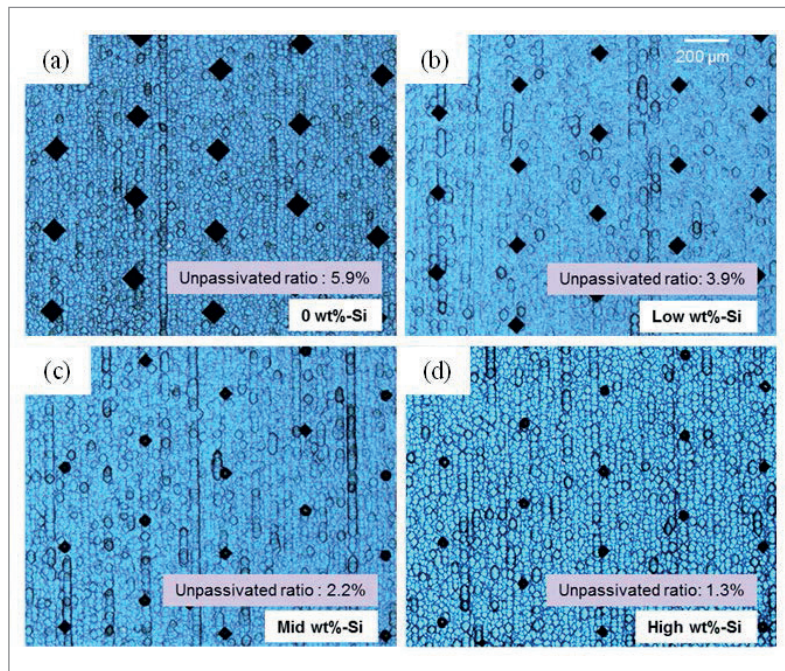 (a)
Unpassivated ratio : 5.9%
0 wt%-Si
(b)
200 µm
Unpassivated ratio: 3.9%
Low wt%-Si
(c)
Unpassivated ratio : 2.2%
Mid wt%-Si
(d)
Unpassivated ratio: 1.3%
High wt%-Si